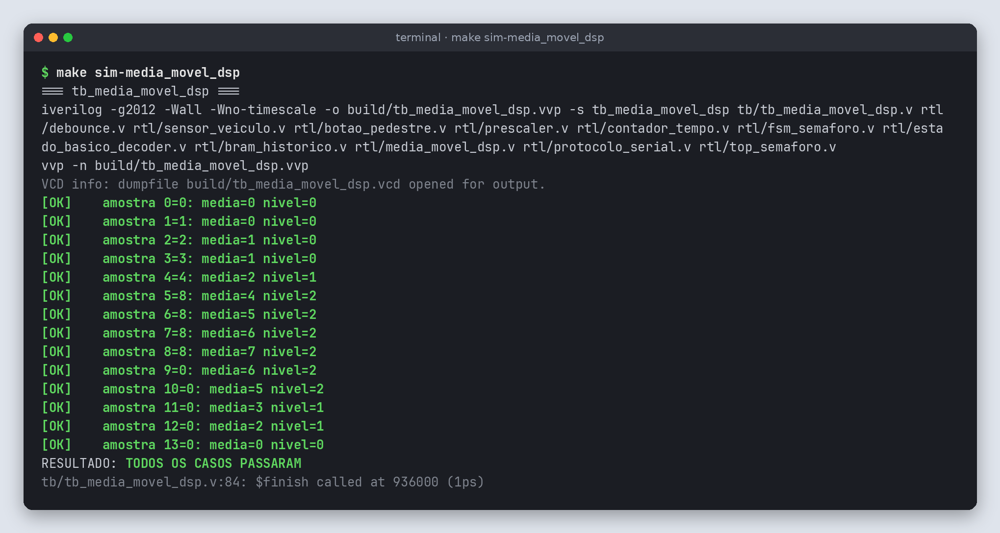 terminal · make sim-media_movel_dsp
$ make sim-media_movel_dsp
=== tb_media_movel_dsp ===
iverilog -g2012 -Wall -Wno-timescale -o build/tb_media_movel_dsp.vvp -s tb_media_movel_dsp tb/tb_media_movel_dsp.v rtl
/debounce.v rtl/sensor_veiculo.v rtl/botao_pedestre.v rtl/prescaler.v rtl/contador_tempo.v rtl/fsm_semaforo.v rtl/esta
do_basico_decoder.v rtl/bram_historico.v rtl/media_movel_dsp.v rtl/protocolo_serial.v rtl/top_semaforo.v
vvp -n build/tb_media_movel_dsp.vvp
VCD info: dumpfile build/tb_media_movel_dsp.vcd opened for output.
[OK]    amostra 0=0: media=0 nivel=0
[OK]    amostra 1=1: media=0 nivel=0
[OK]    amostra 2=2: media=1 nivel=0
[OK]    amostra 3=3: media=1 nivel=0
[OK]    amostra 4=4: media=2 nivel=1
[OK]    amostra 5=8: media=4 nivel=2
[OK]    amostra 6=8: media=5 nivel=2
[OK]    amostra 7=8: media=6 nivel=2
[OK]    amostra 8=8: media=7 nivel=2
[OK]    amostra 9=0: media=6 nivel=2
[OK]    amostra 10=0: media=5 nivel=2
[OK]    amostra 11=0: media=3 nivel=1
[OK]    amostra 12=0: media=2 nivel=1
[OK]    amostra 13=0: media=0 nivel=0
RESULTADO: TODOS OS CASOS PASSARAM
tb/tb_media_movel_dsp.v:84: $finish called at 936000 (1ps)